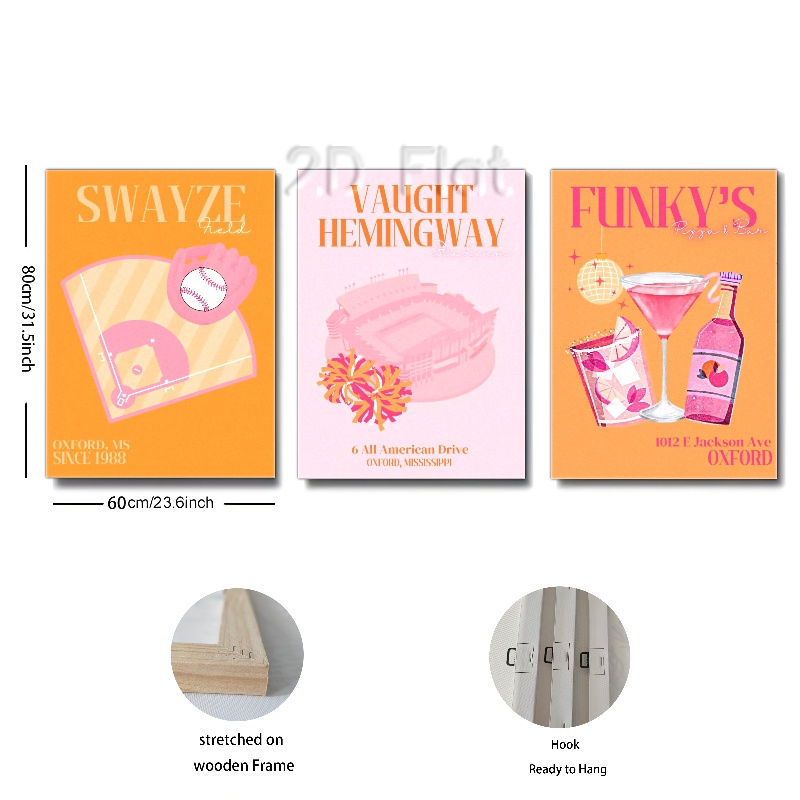 2D Flat
SWAYZE
Field
VAUGHT
HEMINGWAY
FUNKY'S
Pizza & Bar
80cm/31.5inch
OXFORD, MS
SINCE 1988
6 All American Drive
OXFORD, MISSISSIPPI
1012 E Jackson Ave
OXFORD
60cm/23.6inch
stretched on
wooden Frame
Hook
Ready to Hang